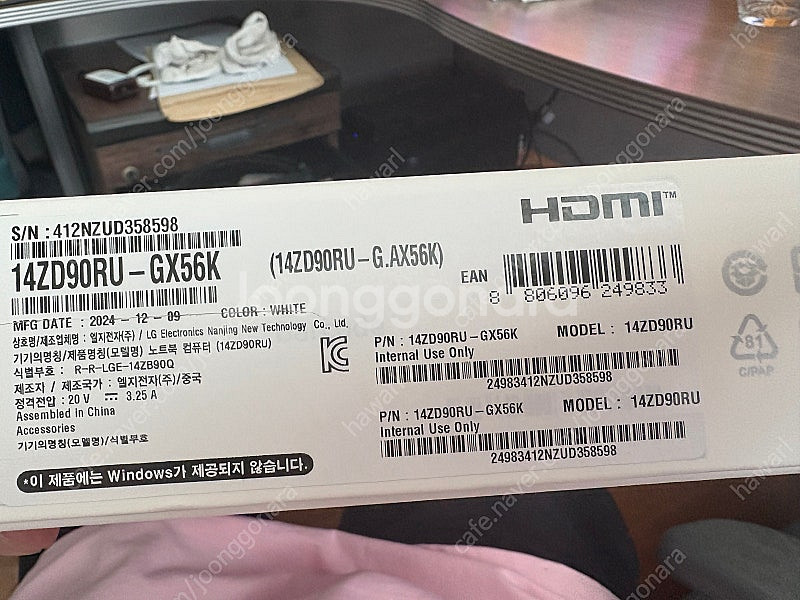 S/N : 412NZUD358598
14ZD90RU - GX56K
(14ZD90RU - G.AX56K)
MFG DATE : 2024 - 12 - 09
COLOR : WHITE
상호명/제조업체명 : 엘지전자(주) / LG Electronics Nanjing New Technology Co., Ltd.
기기의명칭/제품명칭(모델명) 노트북 컴퓨터 (14ZD90RU)
식별부호 : R-R-LGE-14ZB90Q
제조자 / 제조국가 : 엘지전자(주)/중국
정격전압 : 20 V ⎓ 3.25 A
Assembled In China
Accessories
기기의명칭(모델명)/식별부호
*이 제품에는 Windows가 제공되지 않습니다.
HDMI™
EAN
8 806096 249833
P/N : 14ZD90RU-GX56K
MODEL : 14ZD90RU
Internal Use Only
24983412NZUD358598
P/N : 14ZD90RU-GX56K
MODEL : 14ZD90RU
Internal Use Only
24983412NZUD358598
81
C/PAP
joonggonara
cafe.naver.com/joonggonara
hawarl